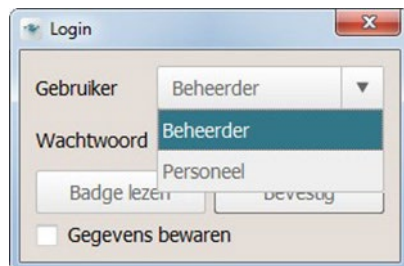 Login
Gebruiker Beheerder
Wachtwoord Beheerder
Personeel
Badge lezen Bevestig
Gegevens bewaren